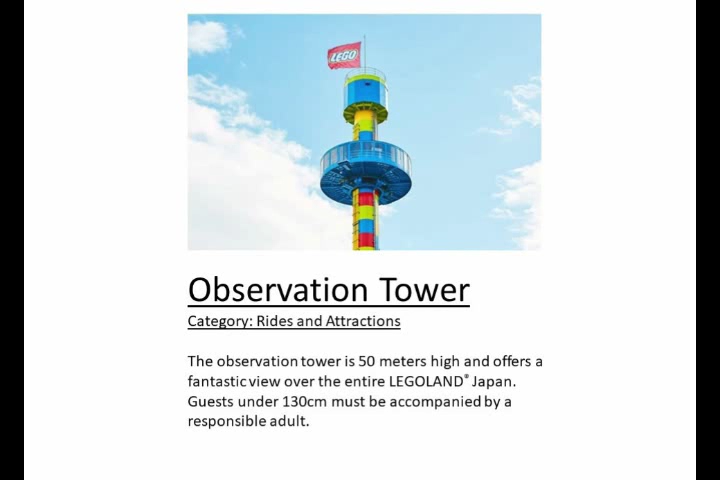 LEGO
Observation Tower
Category: Rides and Attractions
The observation tower is 50 meters high and offers a
fantastic view over the entire LEGOLAND® Japan.
Guests under 130cm must be accompanied by a
responsible adult.